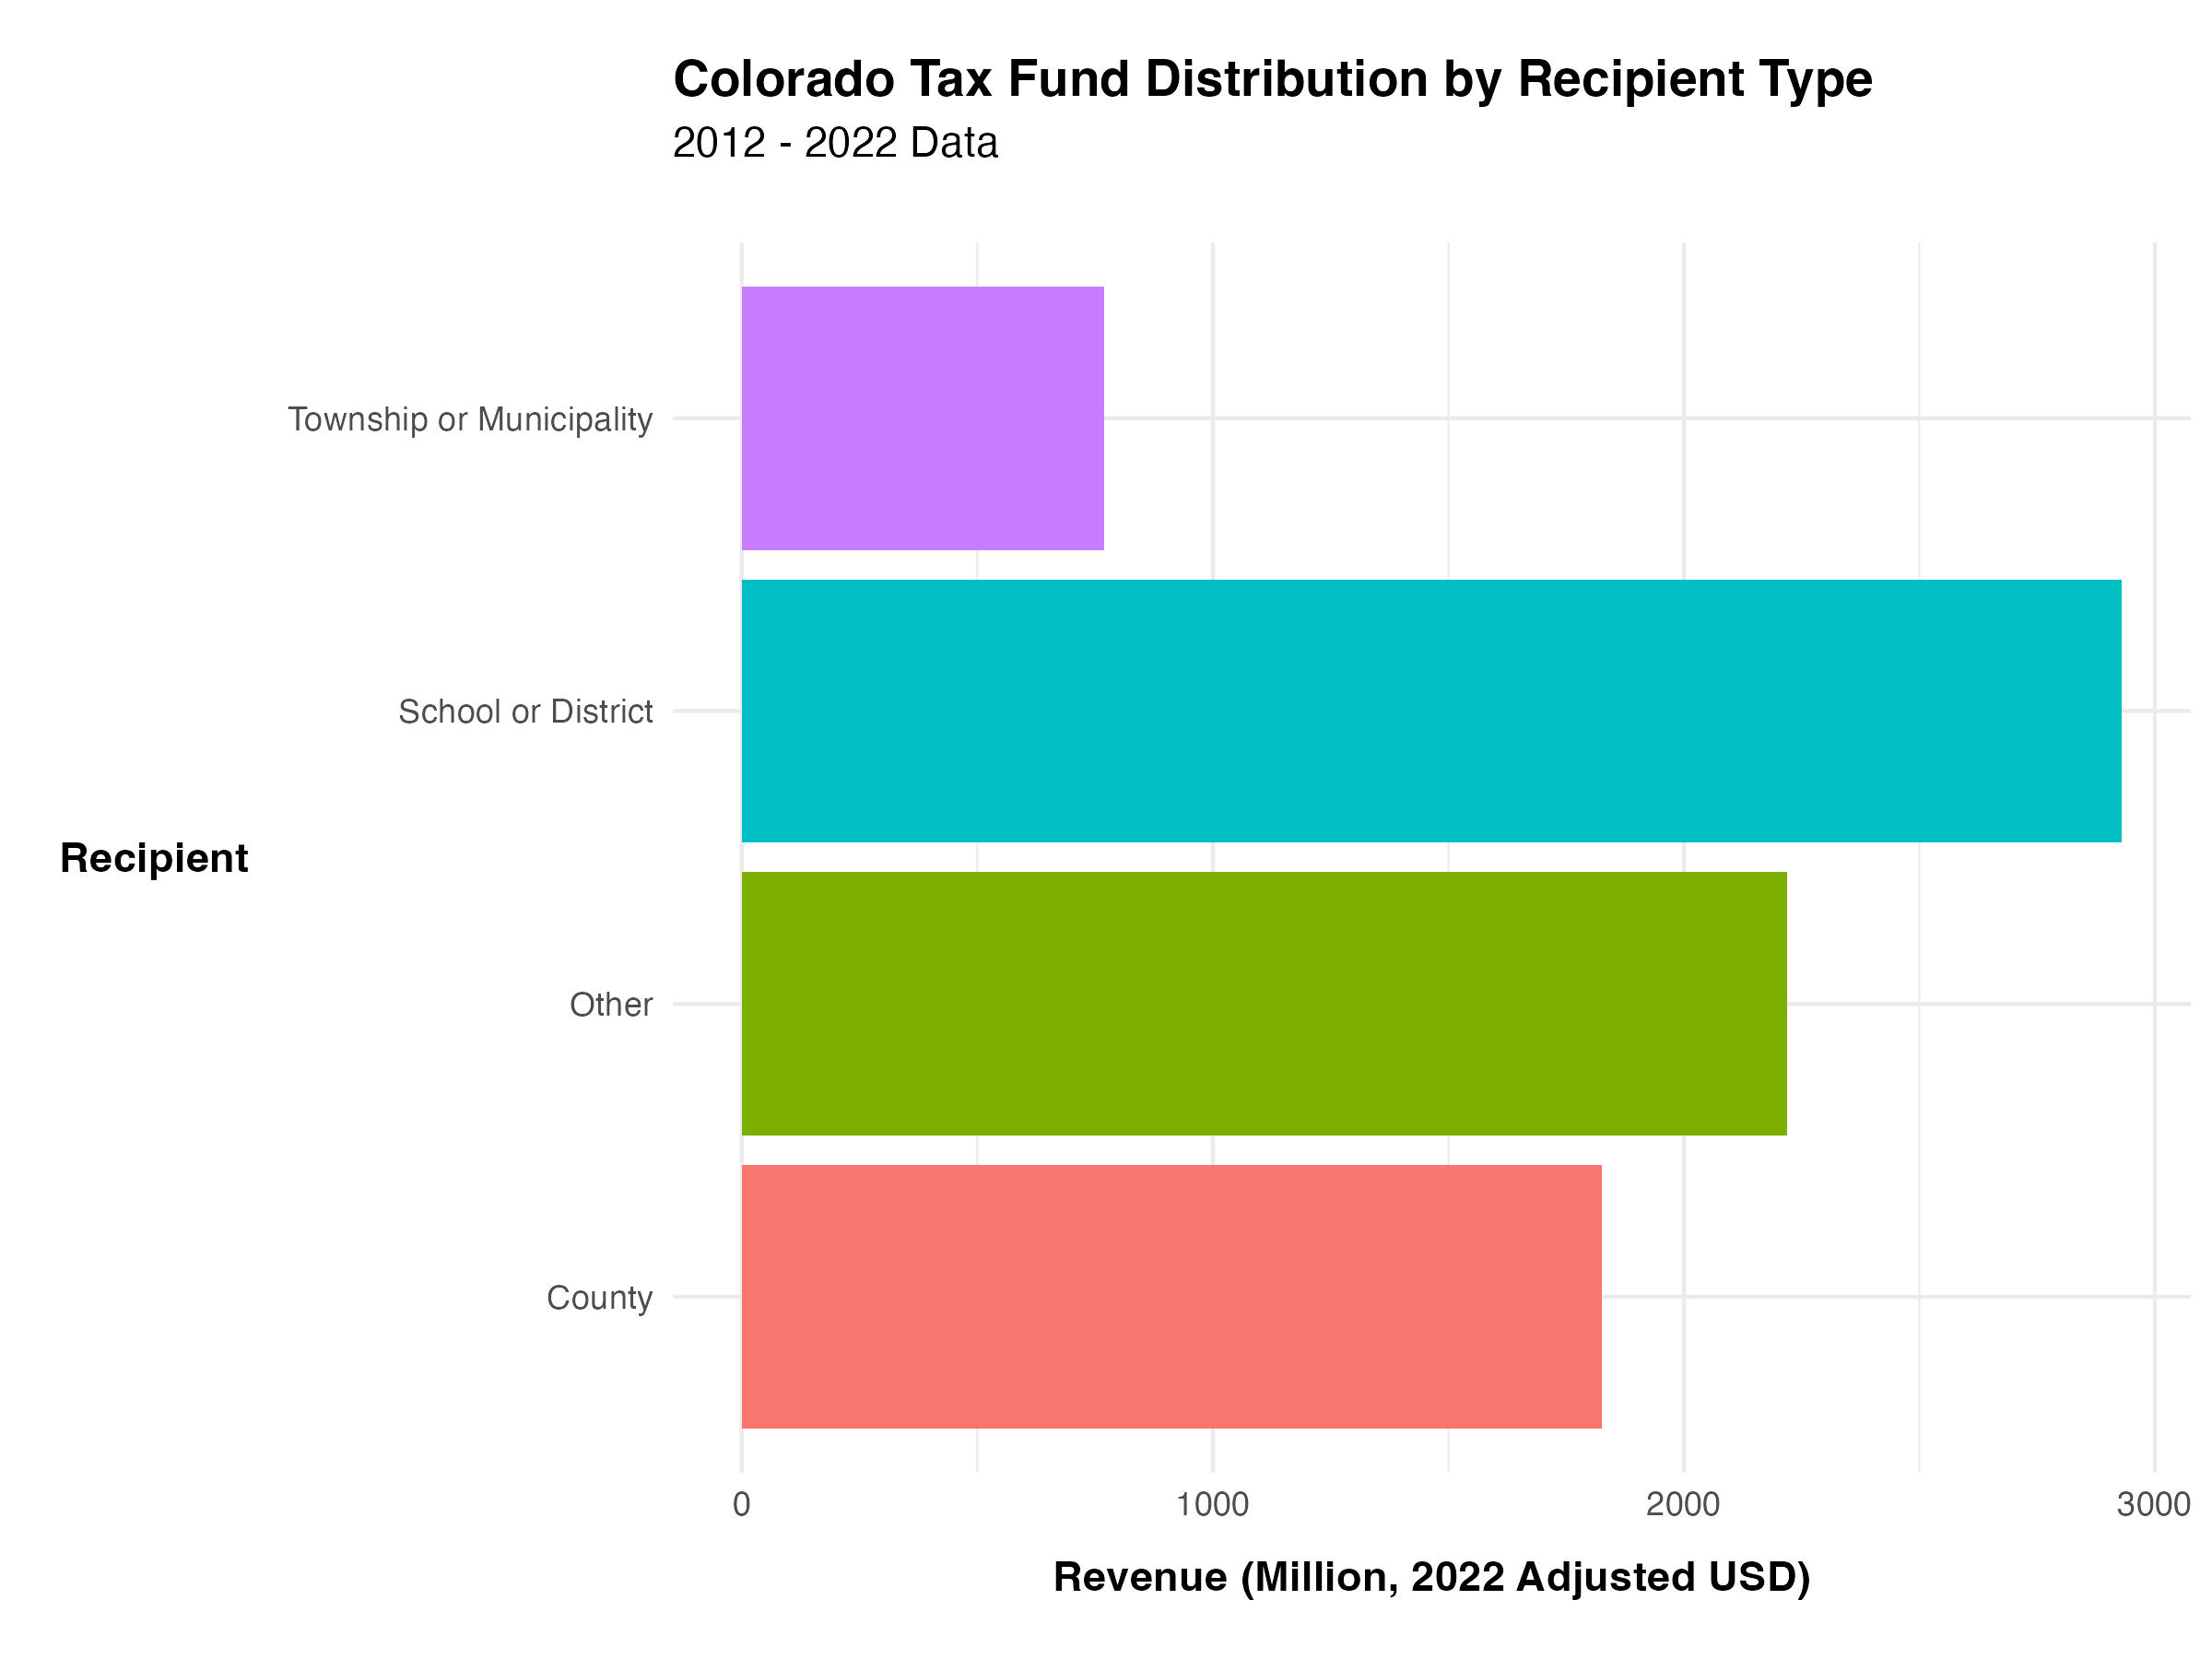 Colorado Tax Fund Distribution by Recipient Type
2012 - 2022 Data
Township or Municipality
School or District
Recipient
Other
County
0 1000 2000 3000
Revenue (Million, 2022 Adjusted USD)